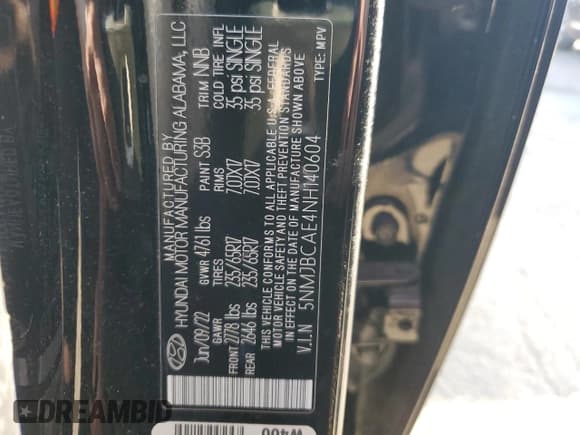 MANUFACTURED BY
HYUNDAI MOTOR MANUFACTURING ALABAMA, LLC
Jun/09/22 GVWR 4761 lbs PAINT S3B TRIM NNB
GAWR TIRES RIMS COLD TIRE INFL
FRONT 2778 lbs 235/65R17 7.0JX17 35 psi SINGLE
REAR 2646 lbs 235/65R17 7.0JX17 35 psi SINGLE
THIS VEHICLE CONFORMS TO ALL APPLICABLE U.S.A. FEDERAL
MOTOR VEHICLE SAFETY AND THEFT PREVENTION STANDARDS
IN EFFECT ON THE DATE OF MANUFACTURE SHOWN ABOVE
V.I.N 5NMJBCAE4NH140604 TYPE: MPV
W400
DREAMBID